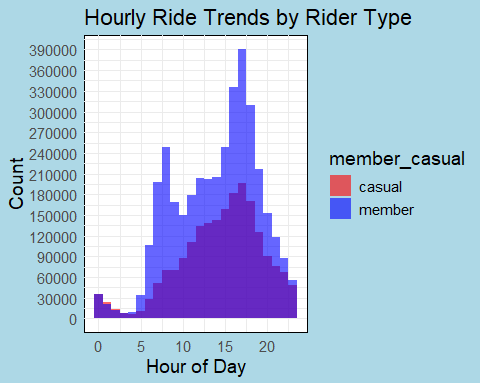 Hourly Ride Trends by Rider Type
390000
360000
330000
300000
270000
240000
210000
180000
150000
120000
90000
60000
30000
0
Count
0 5 10 15 20
Hour of Day
member_casual
casual
member